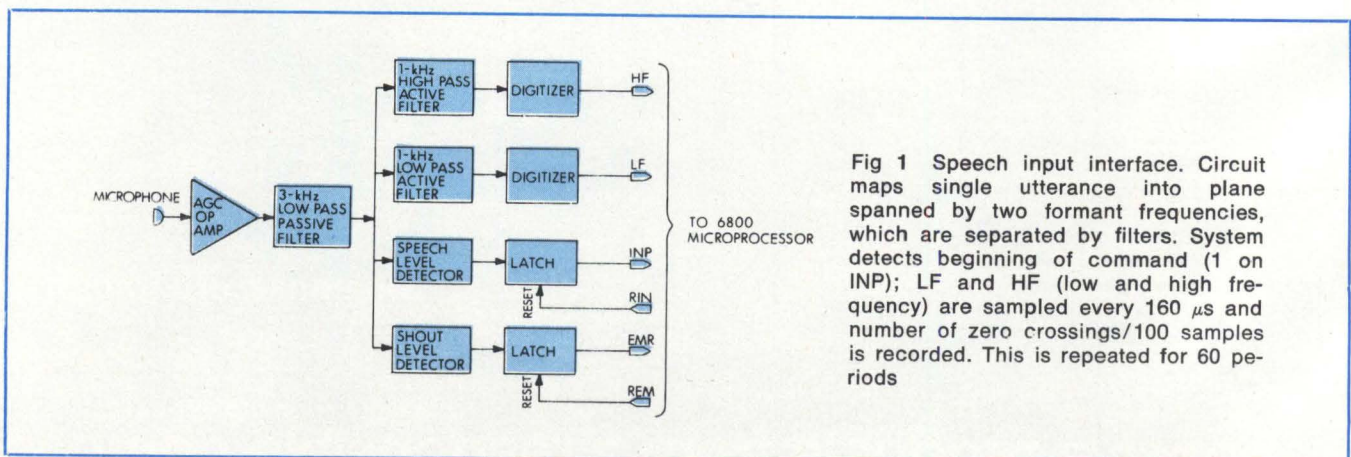 MICROPHONE
AGC
OP
AMP
3-kHz
LOW PASS
PASSIVE
FILTER
1-kHz
HIGH PASS
ACTIVE
FILTER
DIGITIZER
HF
1-kHz
LOW PASS
ACTIVE
FILTER
DIGITIZER
LF
SPEECH
LEVEL
DETECTOR
LATCH
INP
RESET
RIN
SHOUT
LEVEL
DETECTOR
LATCH
EMR
RESET
REM
TO 6800
MICROPROCESSOR
Fig 1 Speech input interface. Circuit
maps single utterance into plane
spanned by two formant frequencies,
which are separated by filters. System
detects beginning of command (1 on
INP); LF and HF (low and high fre-
quency) are sampled every 160 μs and
number of zero crossings/100 samples
is recorded. This is repeated for 60 pe-
riods